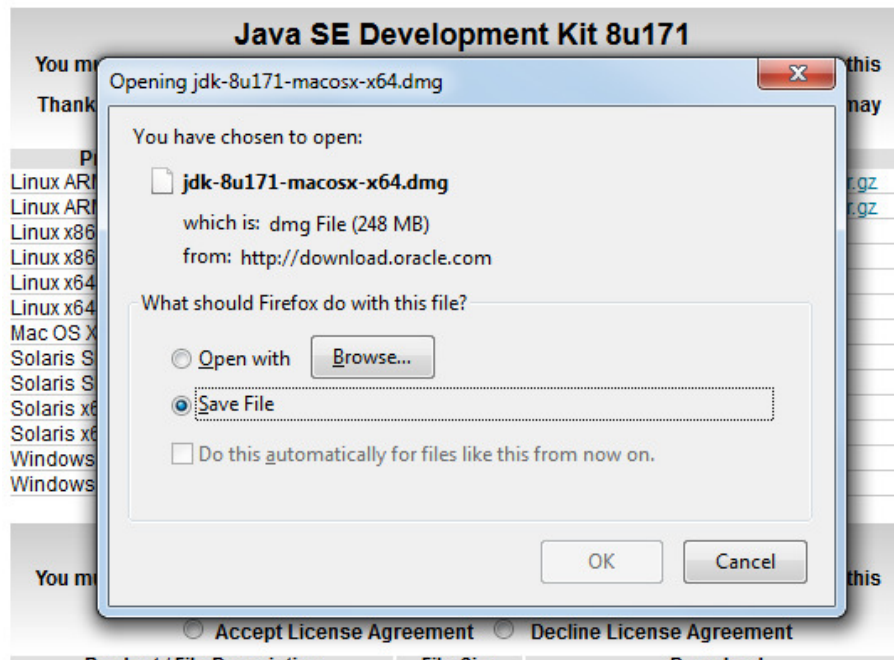 Java SE Development Kit 8u171
You mu
this
Opening jdk-8u171-macosx-x64.dmg
Thank
may
You have chosen to open:
jdk-8u171-macosx-x64.dmg
Linux ARM
r.gz
Linux ARM
r.gz
which is: dmg File (248 MB)
Linux x86
from: http://download.oracle.com
Linux x86
Linux x64
Linux x64
What should Firefox do with this file?
Mac OS X
Solaris S
Open with
Browse...
Solaris S
Solaris x6
Save File
Solaris x6
Windows
Do this automatically for files like this from now on.
Windows
OK
Cancel
You mu
this
Accept License Agreement
Decline License Agreement